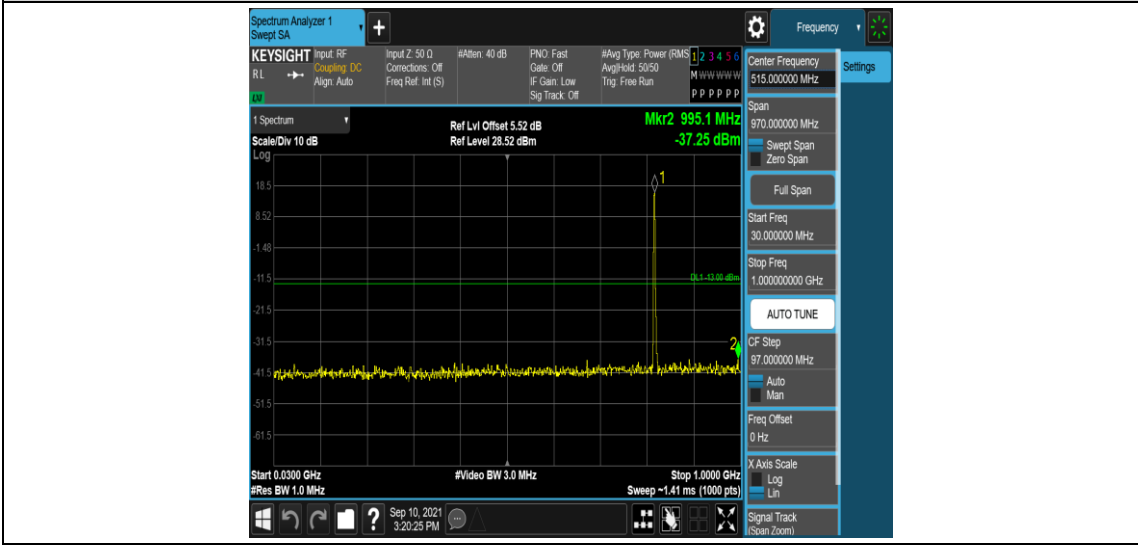 Spectrum Analyzer 1
Swept SA
+
Frequency
KEYSIGHT
RL
LM
Input: RF
Coupling: DC
Align: Auto
Input Z: 50 Ω
Corrections: Off
Freq Ref: Int (S)
#Atten: 40 dB
PNO: Fast
Gate: Off
IF Gain: Low
Sig Track: Off
#Avg Type: Power (RMS
Avg|Hold: 50/50
Trig: Free Run
1 2 3 4 5 6
M W W W W W
P P P P P P
1 Spectrum
Scale/Div 10 dB
Log
Ref Lvl Offset 5.52 dB
Ref Level 28.52 dBm
Mkr2 995.1 MHz
-37.25 dBm
1
18.5
8.52
-1.48
-11.5
DL1 -13.00 dBm
-21.5
-31.5
2
-41.5
-51.5
-61.5
Start 0.0300 GHz
#Res BW 1.0 MHz
#Video BW 3.0 MHz
Stop 1.0000 GHz
Sweep ~1.41 ms (1000 pts)
?
Sep 10, 2021
3:20:25 PM
Center Frequency
515.000000 MHz
Settings
Span
970.000000 MHz
Swept Span
Zero Span
Full Span
Start Freq
30.000000 MHz
Stop Freq
1.000000000 GHz
AUTO TUNE
CF Step
97.000000 MHz
Auto
Man
Freq Offset
0 Hz
X Axis Scale
Log
Lin
Signal Track
(Span Zoom)